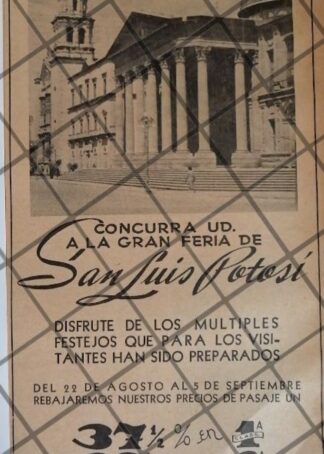 CONCURRA UD.
A LA GRAN FERIA DE
San Luis Potosí
DISFRUTE DE LOS MULTIPLES
FESTEJOS QUE PARA LOS VISI-
TANTES HAN SIDO PREPARADOS
DEL 22 DE AGOSTO AL 5 DE SEPTIEMBRE
REBAJAREMOS NUESTROS PRECIOS DE PASAJE UN
37½% en 1A CLASE